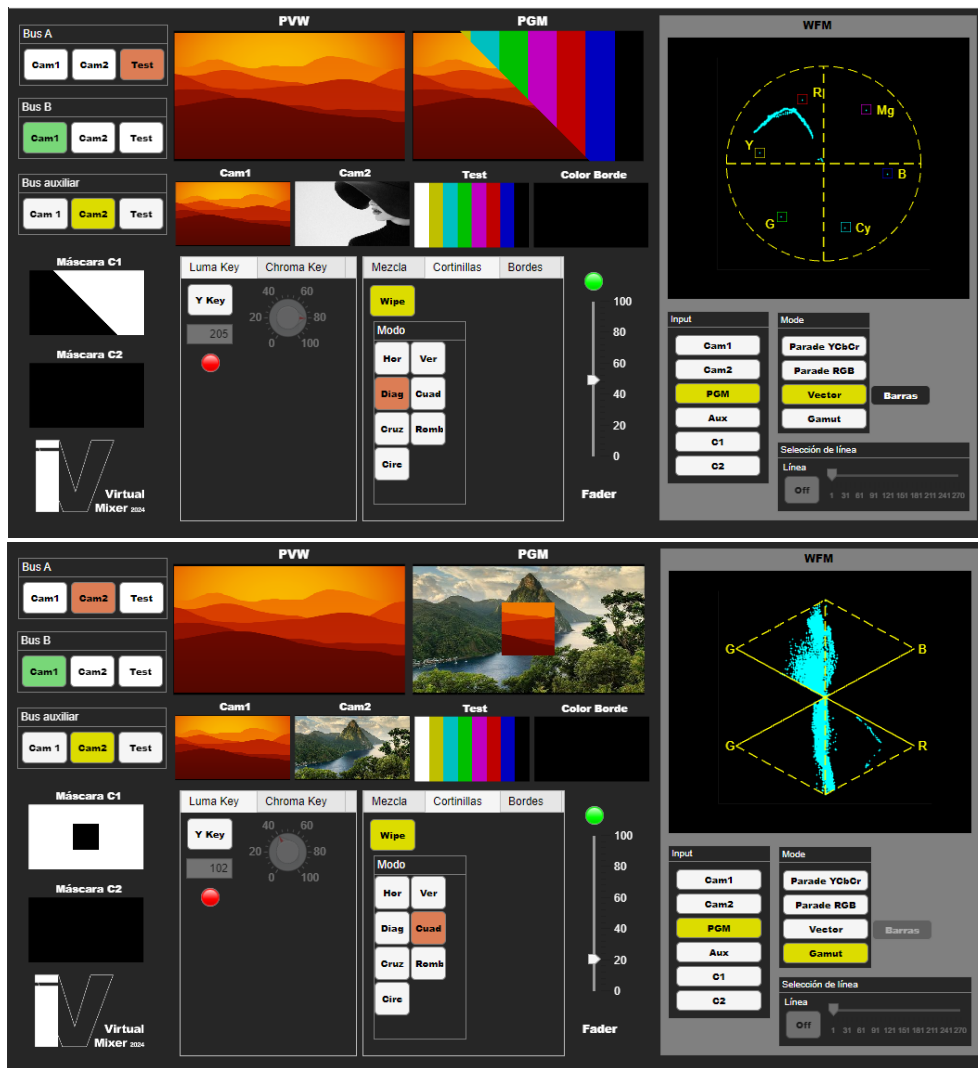 PVW
PGM
WFM
Bus A
Cam1 Cam2 Test
Bus B
Cam1 Cam2 Test
Bus auxiliar
Cam 1 Cam2 Test
Cam1
Cam2
Test
Color Borde
R
Mg
Y
B
G
Cy
Máscara C1
Máscara C2
Luma Key
Chroma Key
Y Key
205
0
20
40
60
80
100
Mezcla
Cortinillas
Bordes
Wipe
Modo
Hor Ver
Diag Cuad
Cruz Romb
Circ
100
80
60
40
20
0
Fader
Input
Cam1
Cam2
PGM
Aux
C1
C2
Mode
Parade YCbCr
Parade RGB
Vector
Gamut
Barras
Selección de línea
Línea
Off
1 31 61 91 121 151 181 211 241 270
iV
Virtual
Mixer 2024
PVW
PGM
WFM
Bus A
Cam1 Cam2 Test
Bus B
Cam1 Cam2 Test
Bus auxiliar
Cam 1 Cam2 Test
Cam1
Cam2
Test
Color Borde
G
B
G
R
Máscara C1
Máscara C2
Luma Key
Chroma Key
Y Key
102
0
20
40
60
80
100
Mezcla
Cortinillas
Bordes
Wipe
Modo
Hor Ver
Diag Cuad
Cruz Romb
Circ
100
80
60
40
20
0
Fader
Input
Cam1
Cam2
PGM
Aux
C1
C2
Mode
Parade YCbCr
Parade RGB
Vector
Gamut
Barras
Selección de línea
Línea
Off
1 31 61 91 121 151 181 211 241 270
iV
Virtual
Mixer 2024